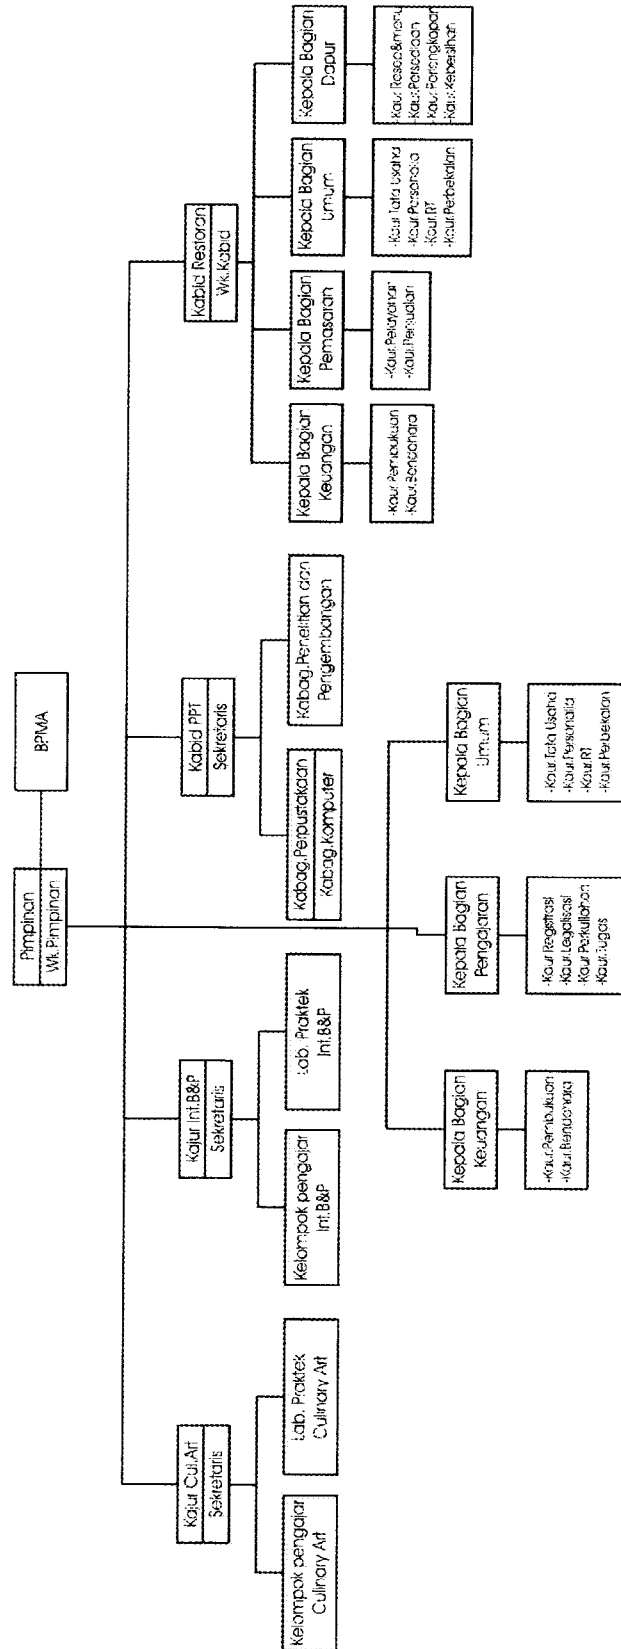 Pimpinan
Wk.Pimpinan
BPMA
Kajur Cul.Art
Sekretaris
Kelompok pengajar
Culinary Art
Lab. Praktek
Culinary Art
Kajur Int.B&P
Sekretaris
Kelompok pengajar
Int.B&P
Lab. Praktek
Int.B&P
Kabid PPT
Sekretaris
Kabag.Perpustakaan
Kabag.Komputer
Kabag.Penelitian dan
Pengembangan
Kabid Restoran
Wk.Kabid
Kepala Bagian
Keuangan
-Kaur.Pembukuan
-Kaur.Bendahara
Kepala Bagian
Pemasaran
-Kaur.Pelayanan
-Kaur.Penjualan
Kepala Bagian
Umum
-Kaur.Tata Usaha
-Kaur.Personalia
-Kaur.RT
-Kaur.Perbekalan
Kepala Bagian
Dapur
-Kaur.Resep&menu
-Kaur.Persediaan
-Kaur.Perlengkapan
-Kaur.Kebersihan
Kepala Bagian
Keuangan
-Kaur.Pembukuan
-Kaur.Bendahara
Kepala Bagian
Pengajaran
-Kaur.Registrasi
-Kaur.Legalisasi
-Kaur.Perkuliahan
-Kaur.Tugas
Kepala Bagian
Umum
-Kaur.Tata Usaha
-Kaur.Personalia
-Kaur.RT
-Kaur.Perbekalan